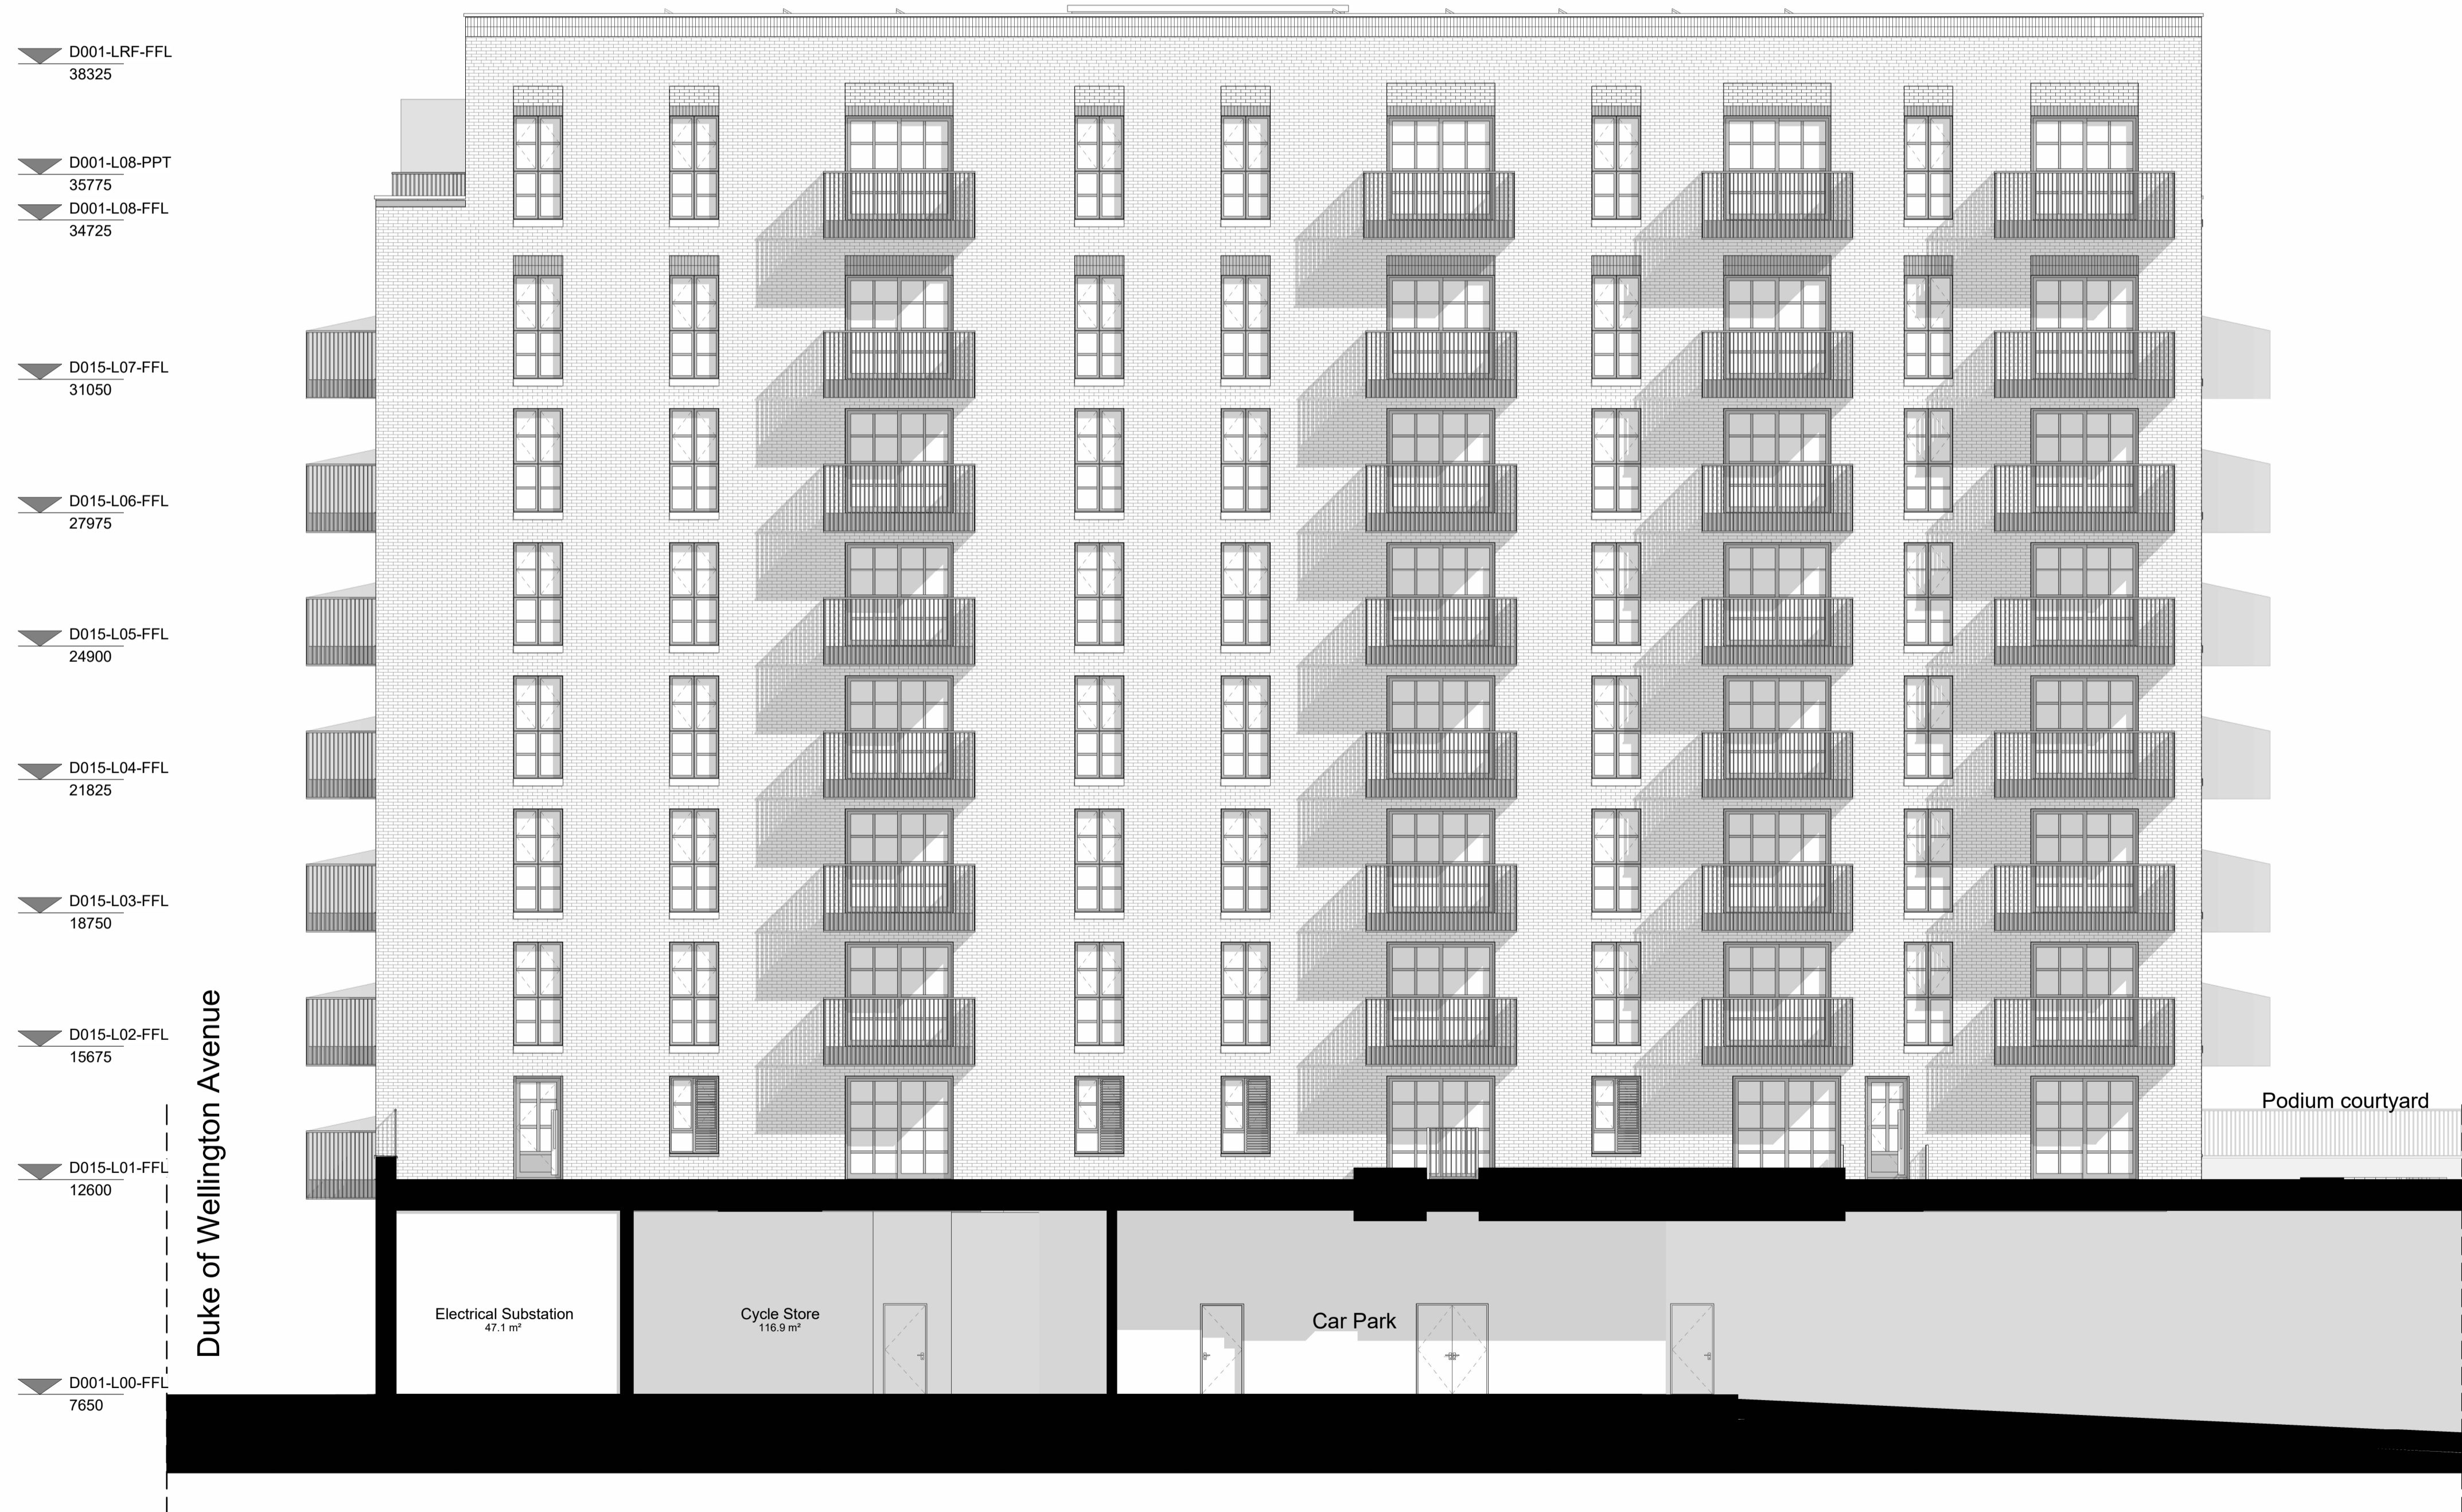 D001-LRF-FFL
38325
D001-L08-PPT
35775
D001-L08-FFL
34725
D015-L07-FFL
31050
D015-L06-FFL
27975
D015-L05-FFL
24900
D015-L04-FFL
21825
D015-L03-FFL
18750
D015-L02-FFL
15675
D015-L01-FFL
12600
D001-L00-FFL
7650
Duke of Wellington Avenue
Podium courtyard
Electrical Substation
47.1 m²
Cycle Store
116.9 m²
Car Park